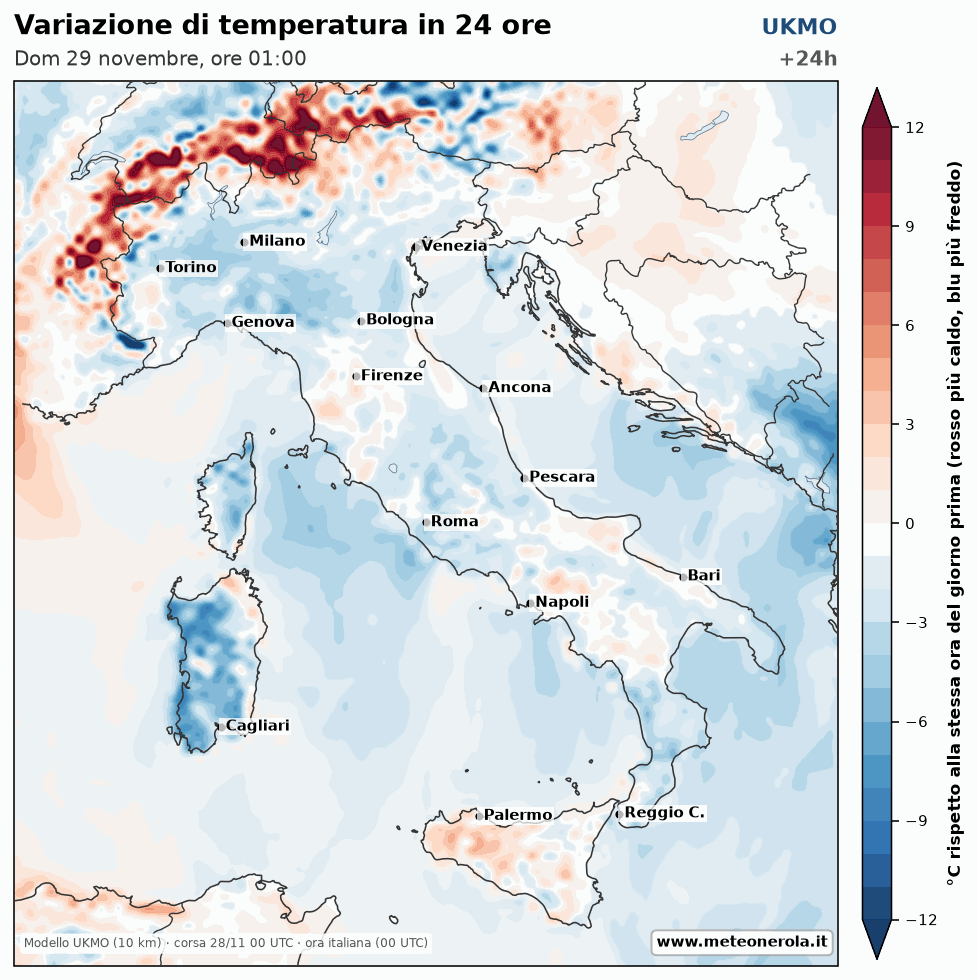 Variazione di temperatura in 24 ore
UKMO
Dom 29 novembre, ore 01:00
+24h
Milano
Venezia
Torino
Genova
Bologna
Firenze
Ancona
Pescara
Roma
Bari
Napoli
Cagliari
Palermo
Reggio C.
Modello UKMO (10 km) · corsa 28/11 00 UTC · ora italiana (00 UTC)
www.meteonerola.it
12
9
6
3
0
−3
−6
−9
−12
°C rispetto alla stessa ora del giorno prima (rosso più caldo, blu più freddo)